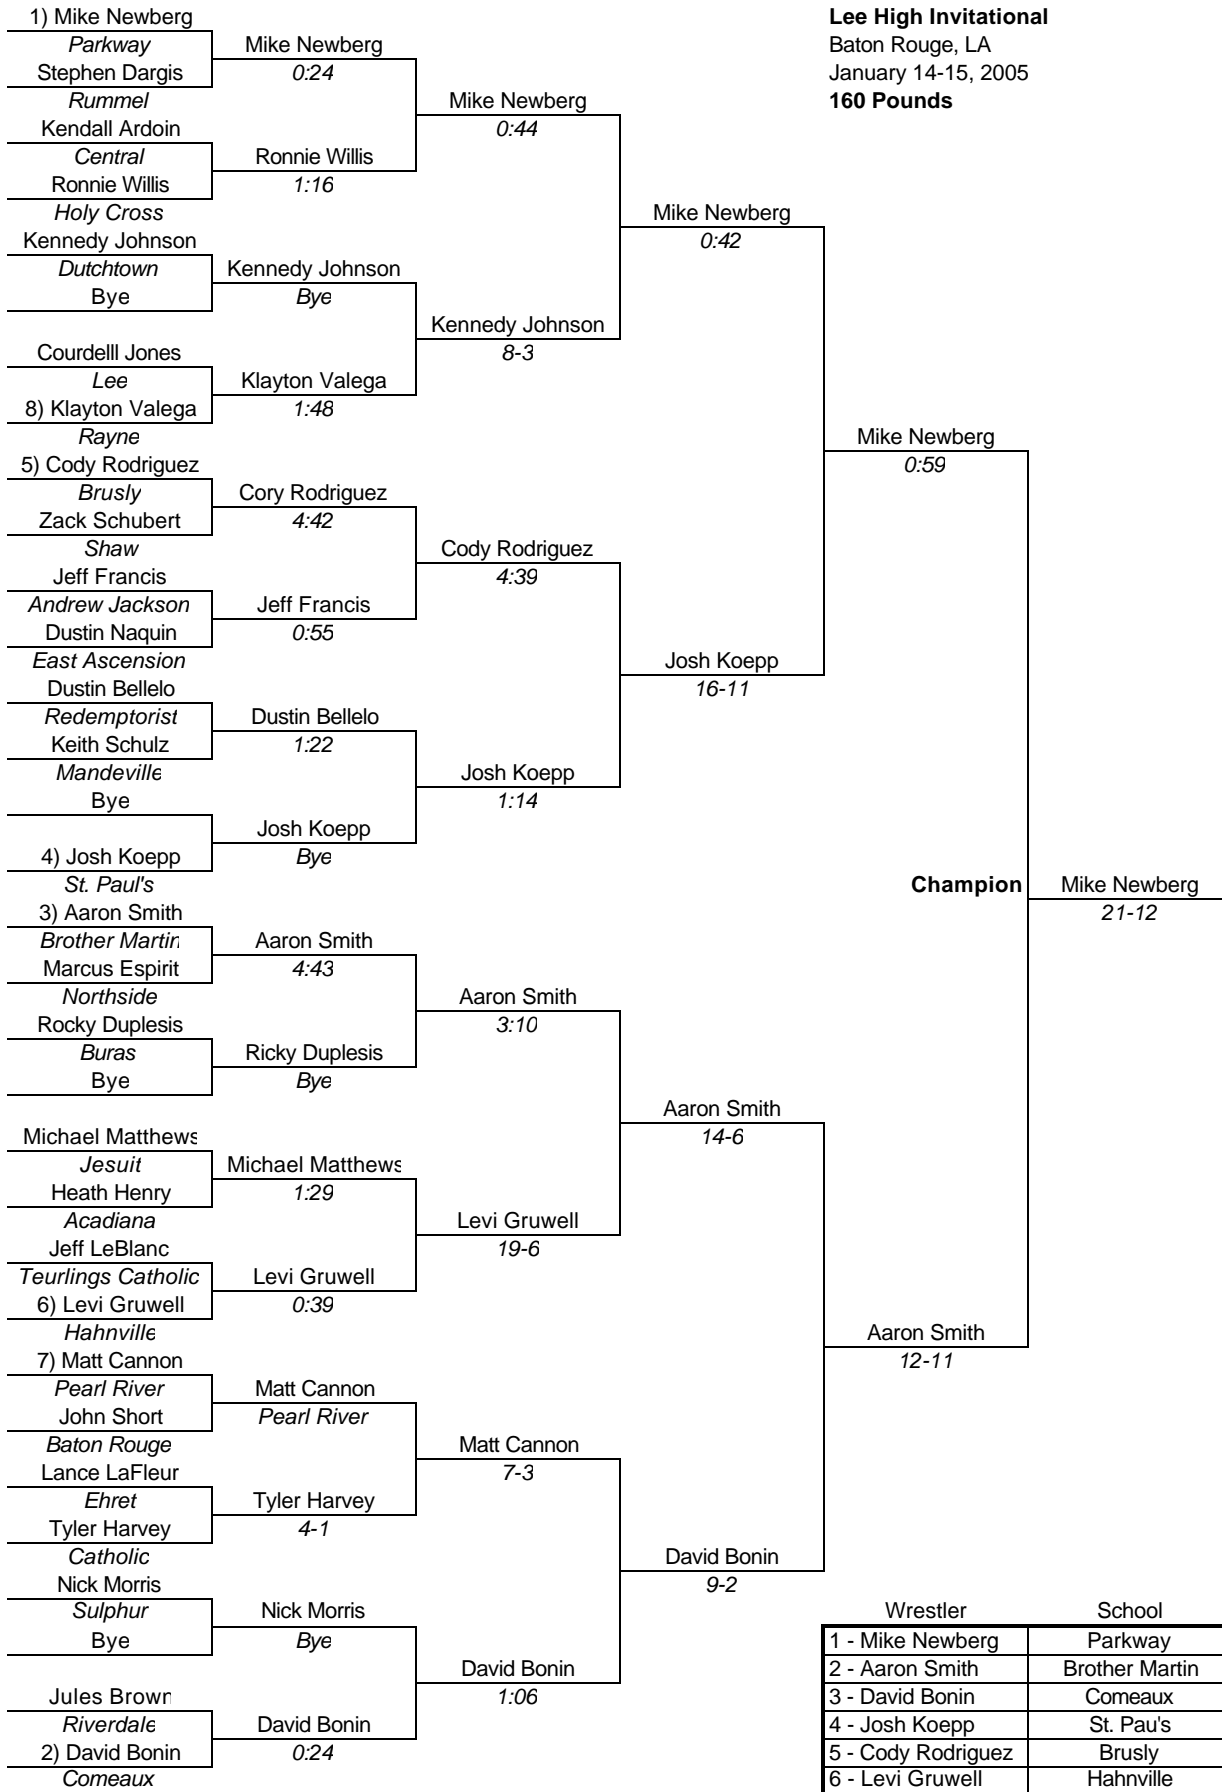 Lee High Invitational
Baton Rouge, LA
January 14-15, 2005
160 Pounds
1) Mike Newberg
Parkway
Stephen Dargis
Rummel
Kendall Ardoin
Central
Ronnie Willis
Holy Cross
Kennedy Johnson
Dutchtown
Bye
Courdelll Jones
Lee
8) Klayton Valega
Rayne
5) Cody Rodriguez
Brusly
Zack Schubert
Shaw
Jeff Francis
Andrew Jackson
Dustin Naquin
East Ascension
Dustin Bellelo
Redemptorist
Keith Schulz
Mandeville
Bye
4) Josh Koepp
St. Paul's
3) Aaron Smith
Brother Martin
Marcus Espirit
Northside
Rocky Duplesis
Buras
Bye
Michael Matthews
Jesuit
Heath Henry
Acadiana
Jeff LeBlanc
Teurlings Catholic
6) Levi Gruwell
Hahnville
7) Matt Cannon
Pearl River
John Short
Baton Rouge
Lance LaFleur
Ehret
Tyler Harvey
Catholic
Nick Morris
Sulphur
Bye
Jules Brown
Riverdale
2) David Bonin
Comeaux
Mike Newberg
0:24
Ronnie Willis
1:16
Kennedy Johnson
Bye
Klayton Valega
1:48
Cory Rodriguez
4:42
Jeff Francis
0:55
Dustin Bellelo
1:22
Josh Koepp
Bye
Aaron Smith
4:43
Ricky Duplesis
Bye
Michael Matthews
1:29
Levi Gruwell
0:39
Matt Cannon
Pearl River
Tyler Harvey
4-1
Nick Morris
Bye
David Bonin
0:24
Mike Newberg
0:44
Kennedy Johnson
8-3
Cody Rodriguez
4:39
Josh Koepp
1:14
Aaron Smith
3:10
Levi Gruwell
19-6
Matt Cannon
7-3
David Bonin
1:06
Mike Newberg
0:42
Josh Koepp
16-11
Aaron Smith
14-6
David Bonin
9-2
Mike Newberg
0:59
Aaron Smith
12-11
Champion
Mike Newberg
21-12
Wrestler School
1 - Mike Newberg Parkway
2 - Aaron Smith Brother Martin
3 - David Bonin Comeaux
4 - Josh Koepp St. Pau's
5 - Cody Rodriguez Brusly
6 - Levi Gruwell Hahnville